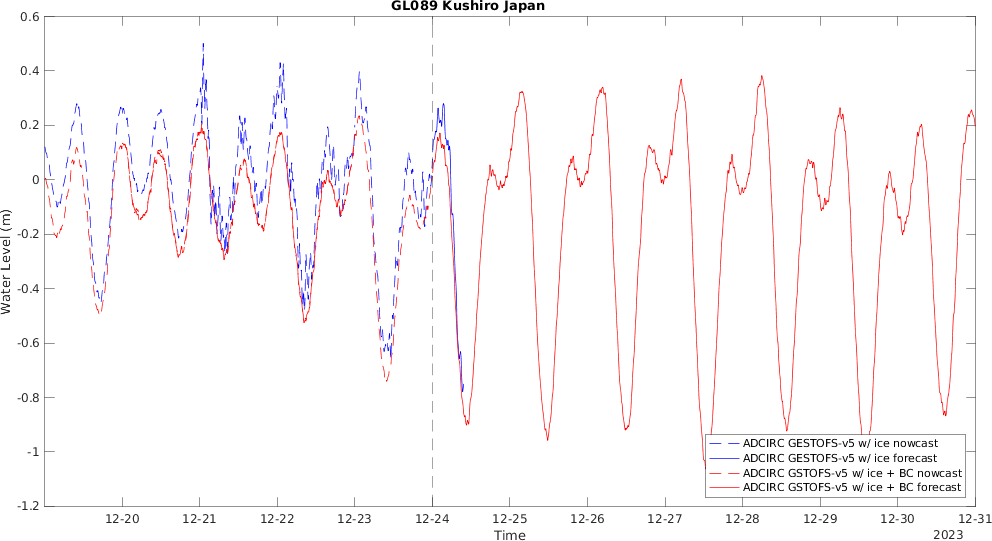 GL089 Kushiro Japan
0.6
0.4
0.2
0
-0.2
-0.4
-0.6
-0.8
-1
-1.2
Water Level (m)
ADCIRC GESTOFS-v5 w/ ice nowcast
ADCIRC GESTOFS-v5 w/ ice forecast
ADCIRC GSTOFS-v5 w/ ice + BC nowcast
ADCIRC GSTOFS-v5 w/ ice + BC forecast
12-20 12-21 12-22 12-23 12-24 12-25 12-26 12-27 12-28 12-29 12-30 12-31
Time
2023